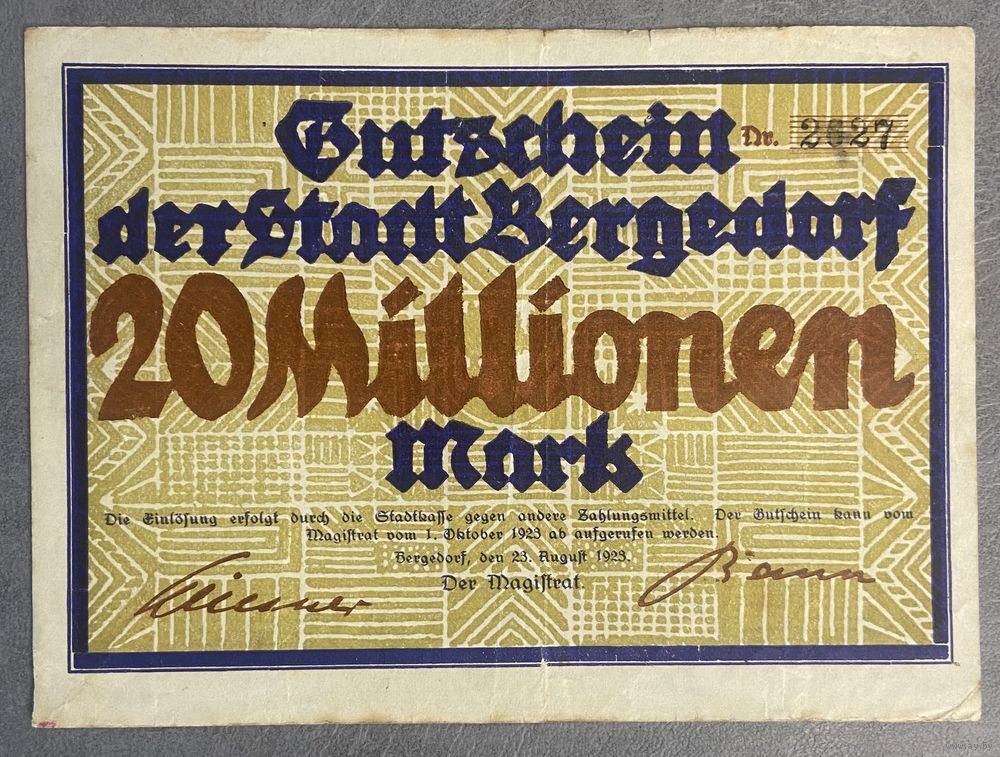 Gutschein Nr. 2627
der Stadt Bergedorf
20 Millionen
Mark
Die Einlösung erfolgt durch die Stadtkasse gegen andere Zahlungsmittel. Der Gutschein kann vom
Magistrat vom 1. Oktober 1923 ab aufgerufen werden.
Bergedorf, den 23. August 1923.
Der Magistrat.
Wiesner